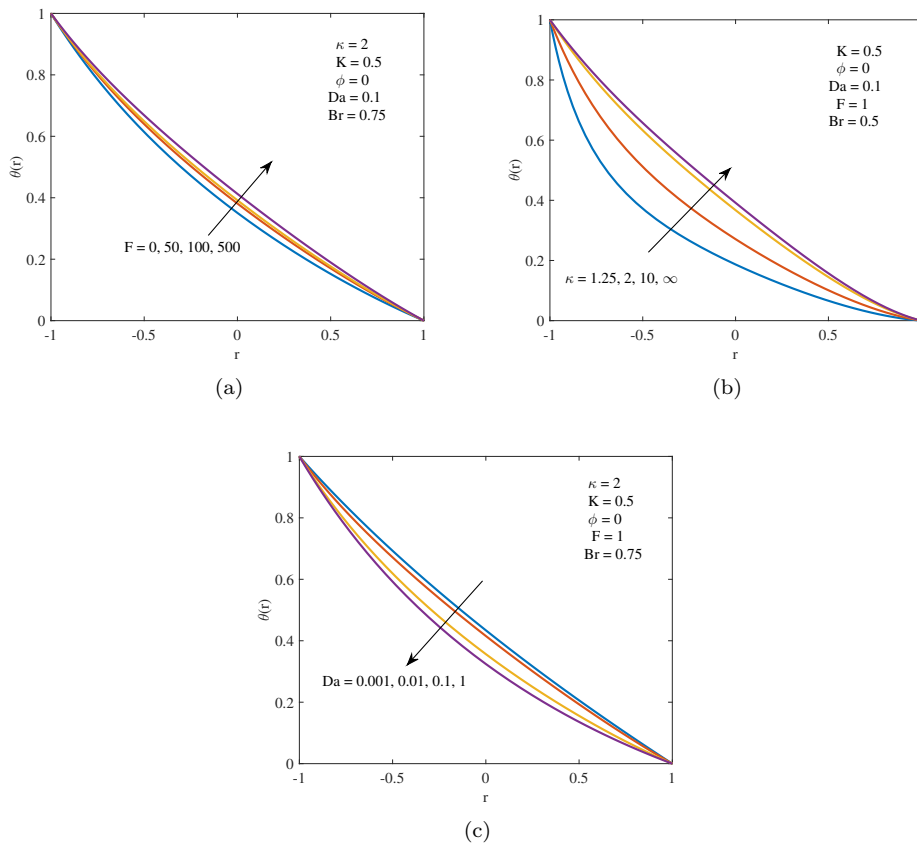 1
0.8
0.6
0.4
0.2
0
θ(r)
-1 -0.5 0 0.5 1
r
κ = 2
K = 0.5
ϕ = 0
Da = 0.1
Br = 0.75
F = 0, 50, 100, 500
(a)
1
0.8
0.6
0.4
0.2
0
θ(r)
-1 -0.5 0 0.5
r
K = 0.5
ϕ = 0
Da = 0.1
F = 1
Br = 0.5
κ = 1.25, 2, 10, ∞
(b)
1
0.8
0.6
0.4
0.2
0
θ(r)
-1 -0.5 0 0.5 1
r
κ = 2
K = 0.5
ϕ = 0
F = 1
Br = 0.75
Da = 0.001, 0.01, 0.1, 1
(c)